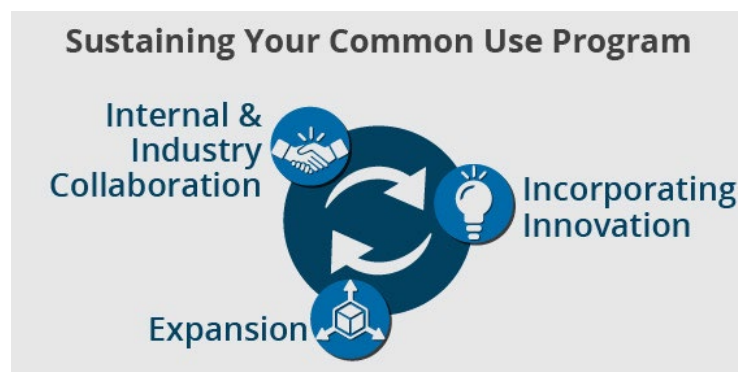 Sustaining Your Common Use Program
Internal &
Industry
Collaboration
Incorporating
Innovation
Expansion